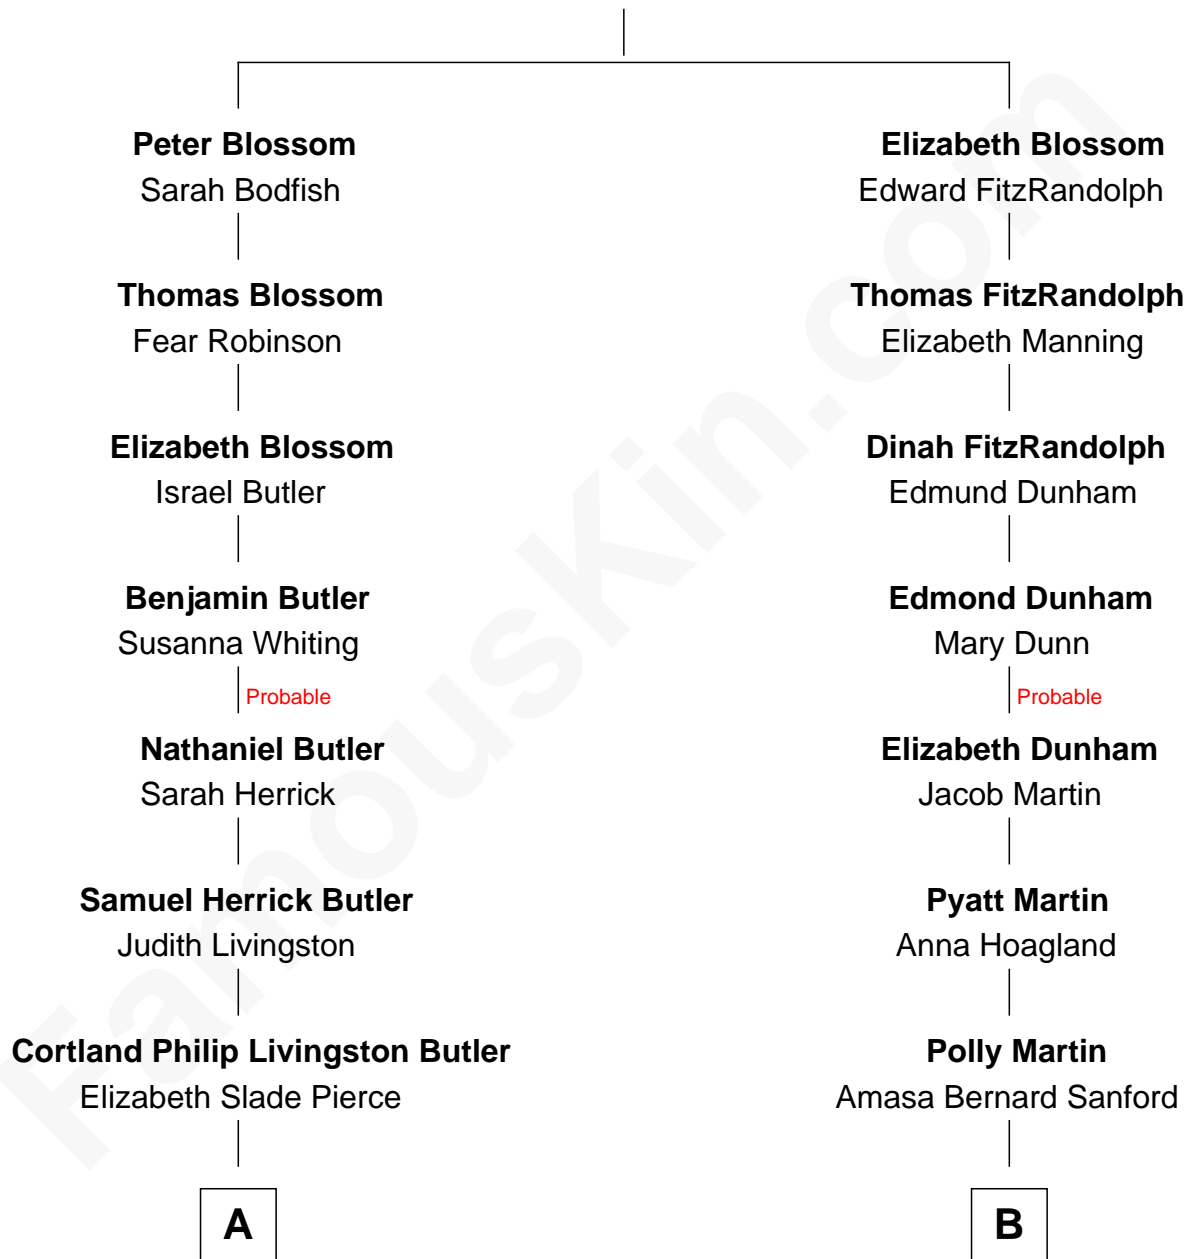 Peter Blossom
Sarah Bodfish
Elizabeth Blossom
Edward FitzRandolph
Thomas Blossom
Fear Robinson
Thomas FitzRandolph
Elizabeth Manning
Elizabeth Blossom
Israel Butler
Dinah FitzRandolph
Edmund Dunham
Benjamin Butler
Susanna Whiting
Edmond Dunham
Mary Dunn
Probable
Probable
Nathaniel Butler
Sarah Herrick
Elizabeth Dunham
Jacob Martin
Samuel Herrick Butler
Judith Livingston
Pyatt Martin
Anna Hoagland
Cortland Philip Livingston Butler
Elizabeth Slade Pierce
Polly Martin
Amasa Bernard Sanford
A
B
FamousKin.com